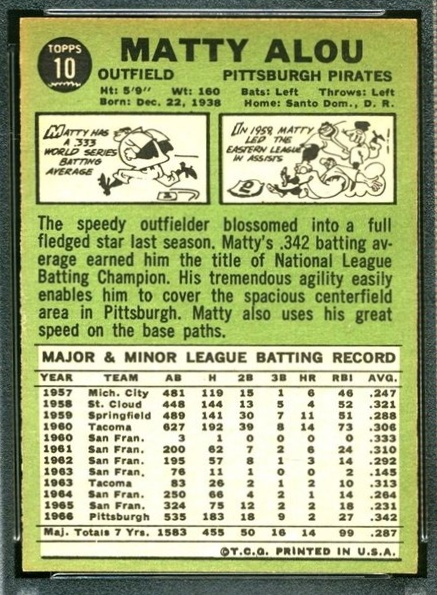 TOPPS
10
MATTY ALOU
OUTFIELD PITTSBURGH PIRATES
Ht: 5'9" Wt: 160 Bats: Left Throws: Left
Born: Dec. 22, 1938 Home: Santo Dom., D. R.
MATTY HAS
A 333
WORLD SERIES
BATTING
AVERAGE
IN 1958 MATTY
LED THE
EASTERN LEAGUE
IN ASSISTS
The speedy outfielder blossomed into a full
fledged star last season. Matty's .342 batting av-
erage earned him the title of National League
Batting Champion. His tremendous agility easily
enables him to cover the spacious centerfield
area in Pittsburgh. Matty also uses his great
speed on the base paths.
MAJOR & MINOR LEAGUE BATTING RECORD
YEAR TEAM AB H 2B 3B HR RBI AVG.
1957 Mich. City 481 119 15 1 6 46 .247
1958 St. Cloud 448 144 13 5 4 52 .321
1959 Springfield 489 141 30 7 11 51 .288
1960 Tacoma 627 192 39 8 14 73 .306
1960 San Fran. 3 1 0 0 0 0 .333
1961 San Fran. 200 62 7 2 6 24 .310
1962 San Fran. 195 57 8 1 3 14 .292
1963 San Fran. 76 11 1 0 0 2 .145
1963 Tacoma 83 26 2 1 2 10 .313
1964 San Fran. 250 66 4 2 1 14 .264
1965 San Fran. 324 75 12 2 2 18 .231
1966 Pittsburgh 535 183 18 9 2 27 .342
Maj. Totals 7 Yrs. 1583 455 50 16 14 99 .287
©T.C.G. PRINTED IN U.S.A.